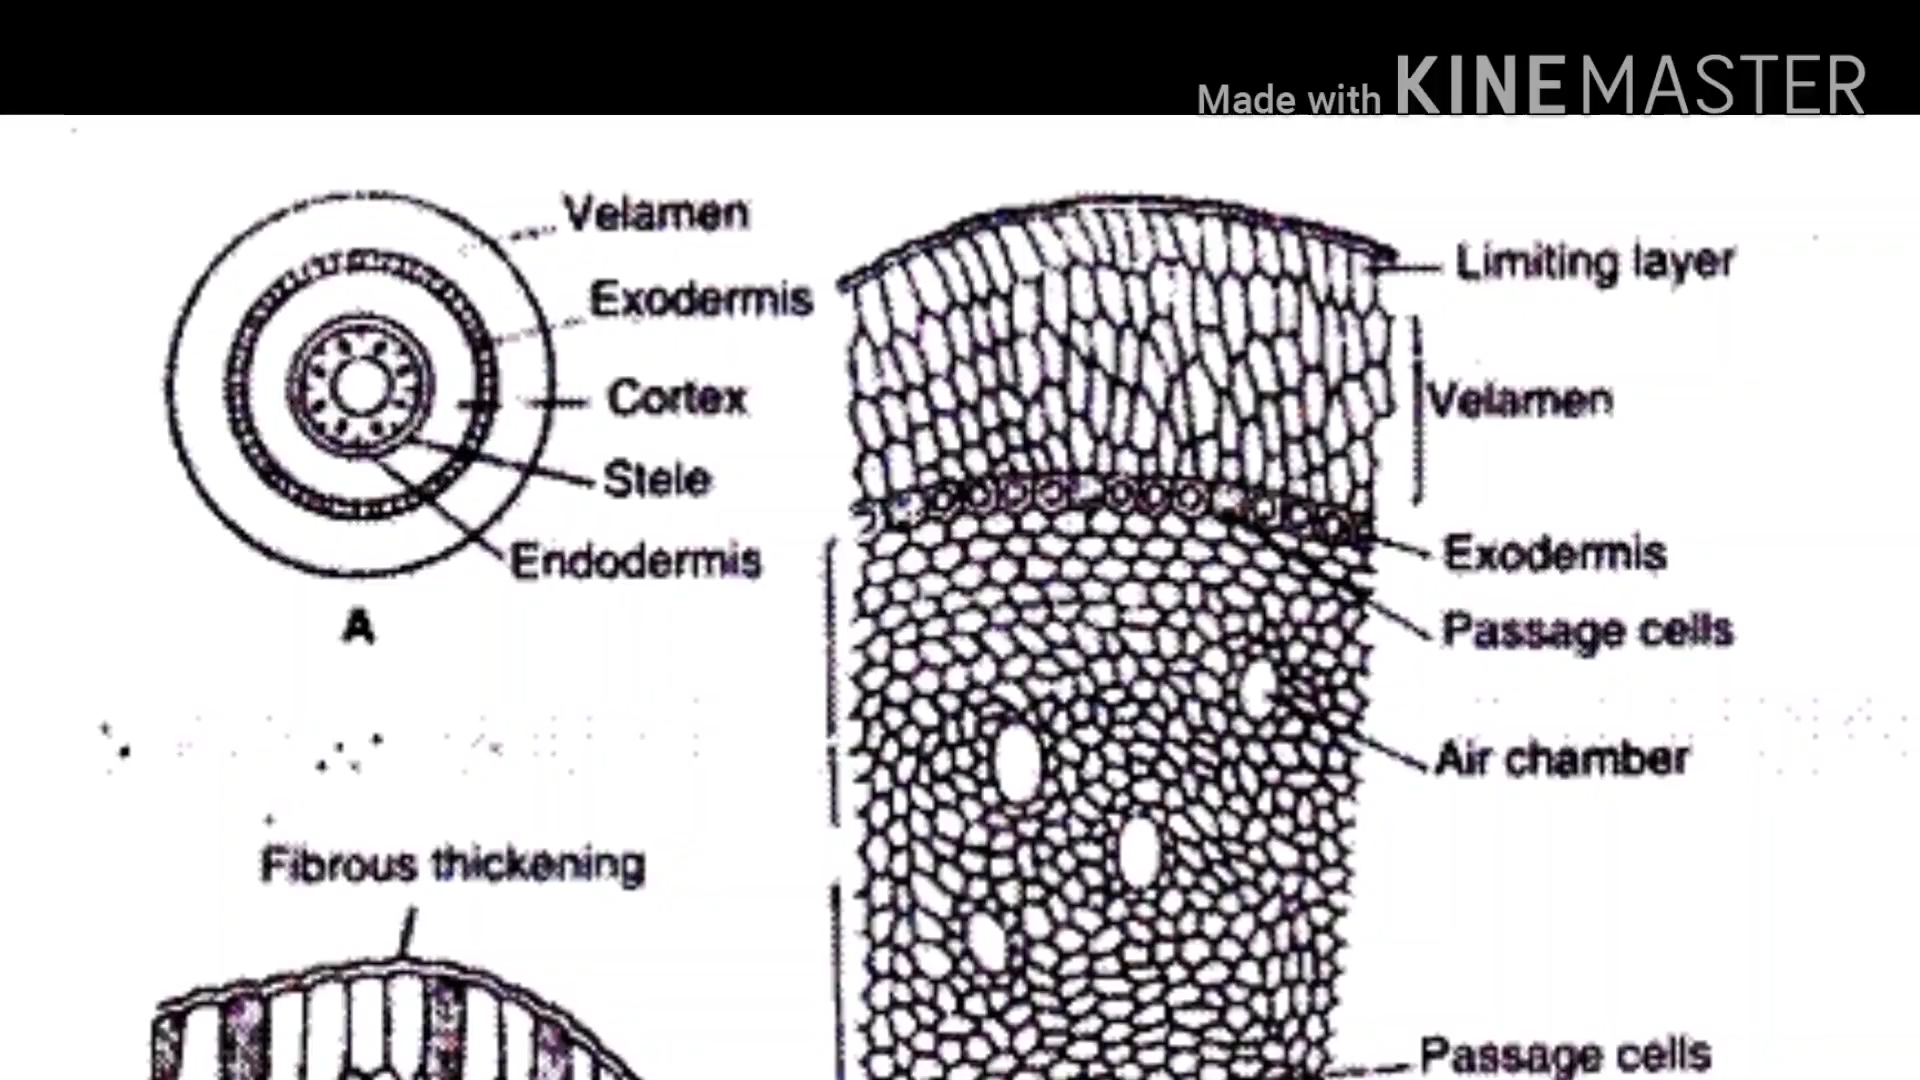 Made with KINEMASTER
Velamen
Exodermis
Cortex
Stele
Endodermis
A
Fibrous thickening
Limiting layer
Velamen
Exodermis
Passage cells
Air chamber
Passage cells